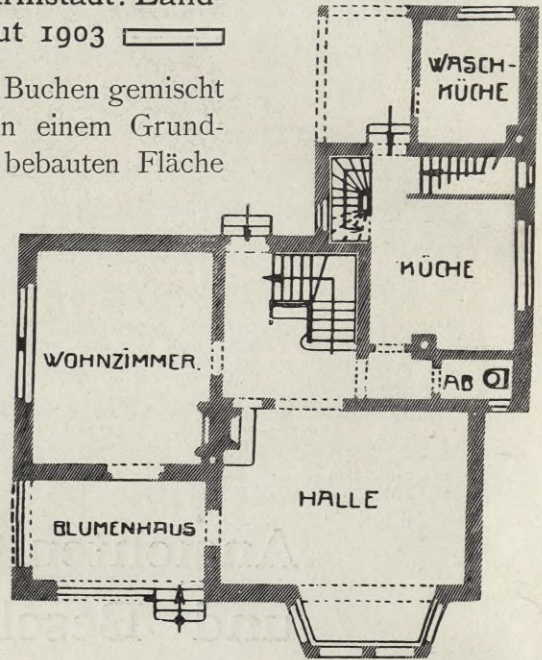 rmstadt. Land-
ut 1903
Buchen gemischt
n einem Grund-
bebauten Fläche
WASCH-
KÜCHE
KÜCHE
WOHNZIMMER.
AB
HALLE
BLUMENHAUS